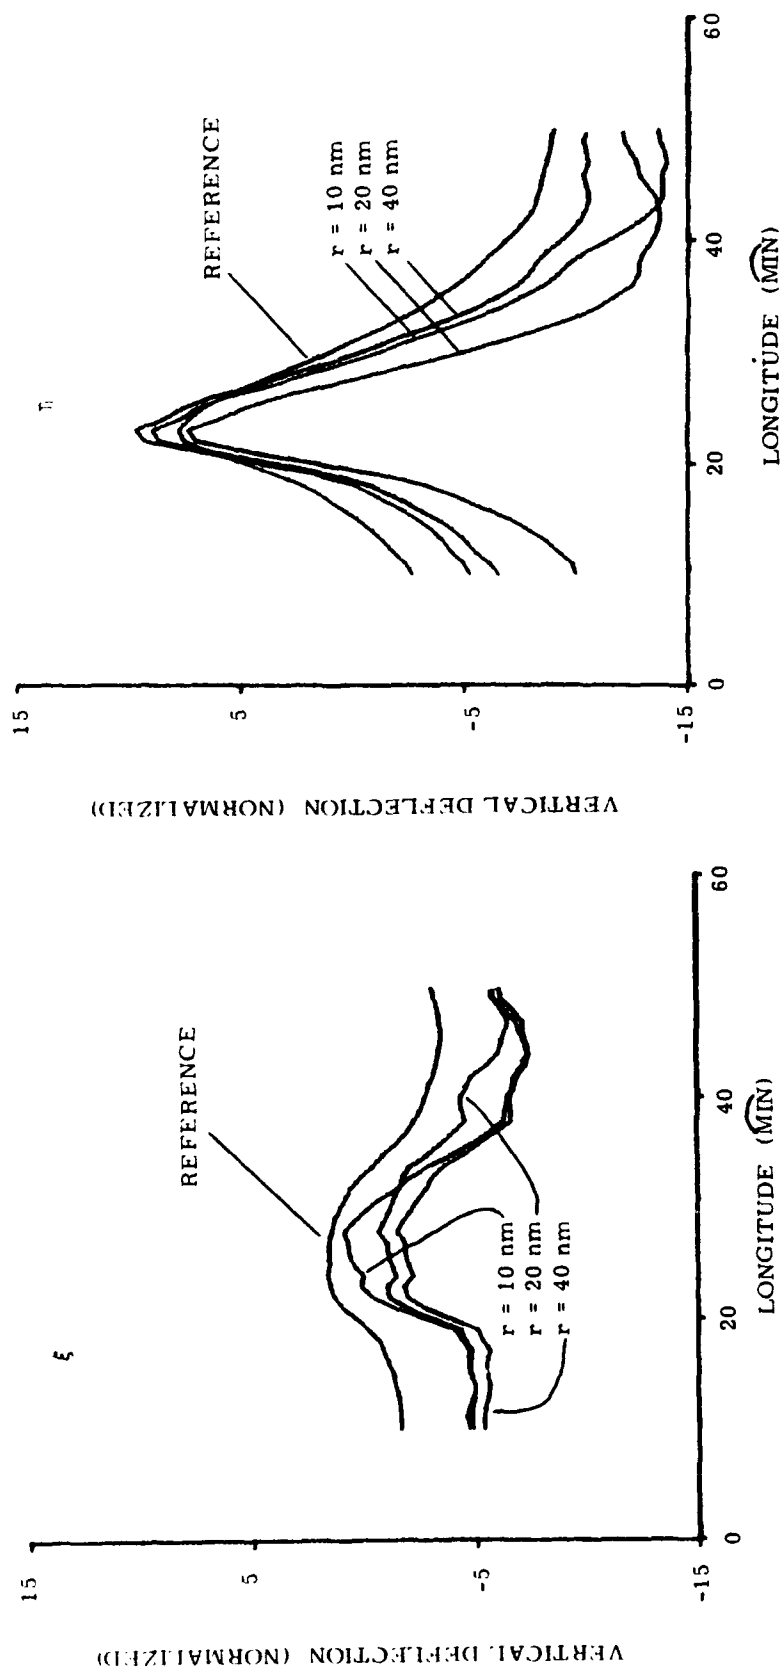 ξ
REFERENCE
r = 10 nm
r = 20 nm
r = 40 nm
15
5
-5
-15
0
20
40
60
LONGITUDE (MIN)
VERTICAL DEFLECTION (NORMALIZED)
η
REFERENCE
r = 10 nm
r = 20 nm
r = 40 nm
15
5
-5
-15
0
20
40
60
LONGITUDE (MIN)
VERTICAL DEFLECTION (NORMALIZED)